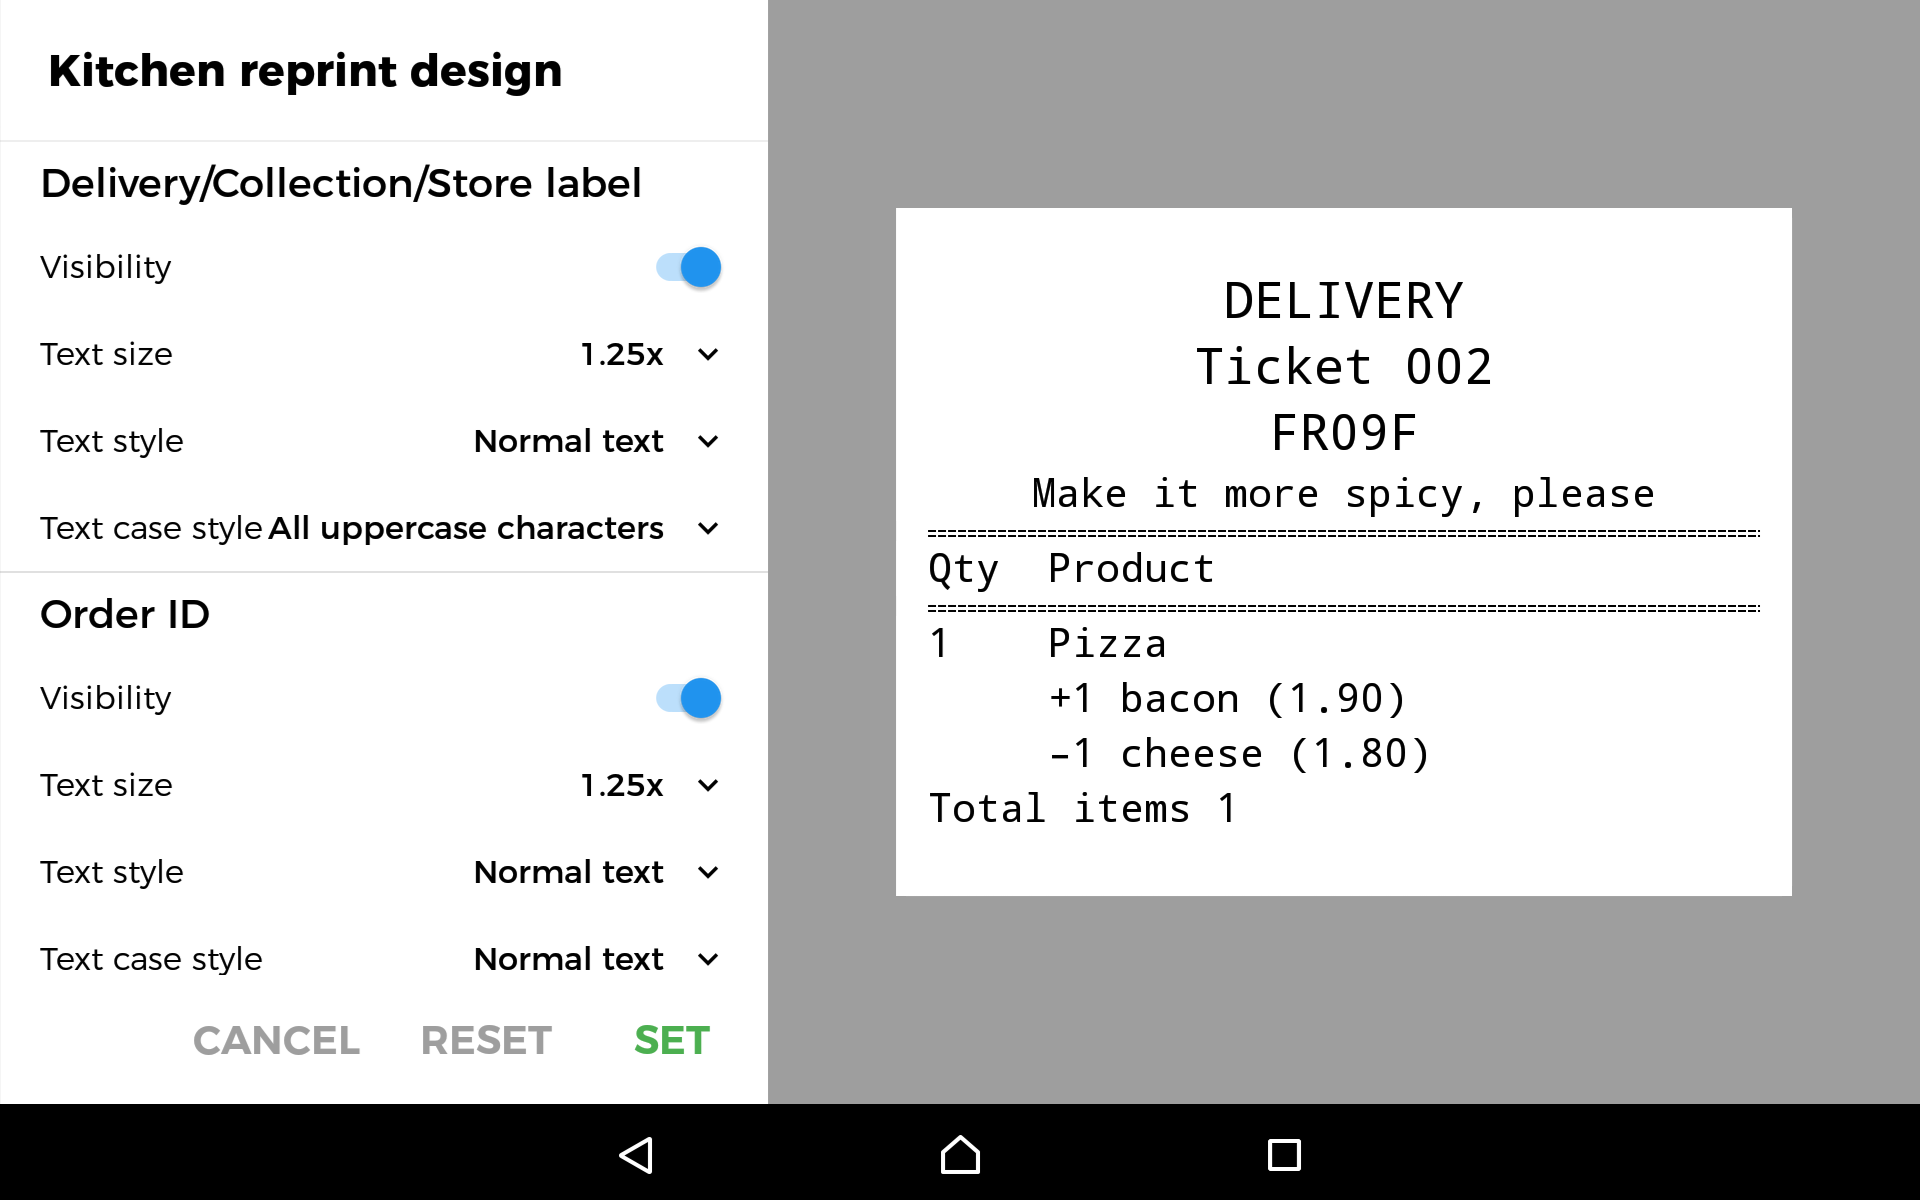 Kitchen reprint design
Delivery/Collection/Store label
Visibility
Text size 1.25x
Text style Normal text
Text case style All uppercase characters
Order ID
Visibility
Text size 1.25x
Text style Normal text
Text case style Normal text
CANCEL RESET SET
DELIVERY
Ticket 002
FR09F
Make it more spicy, please
Qty Product
1 Pizza
+1 bacon (1.90)
-1 cheese (1.80)
Total items 1